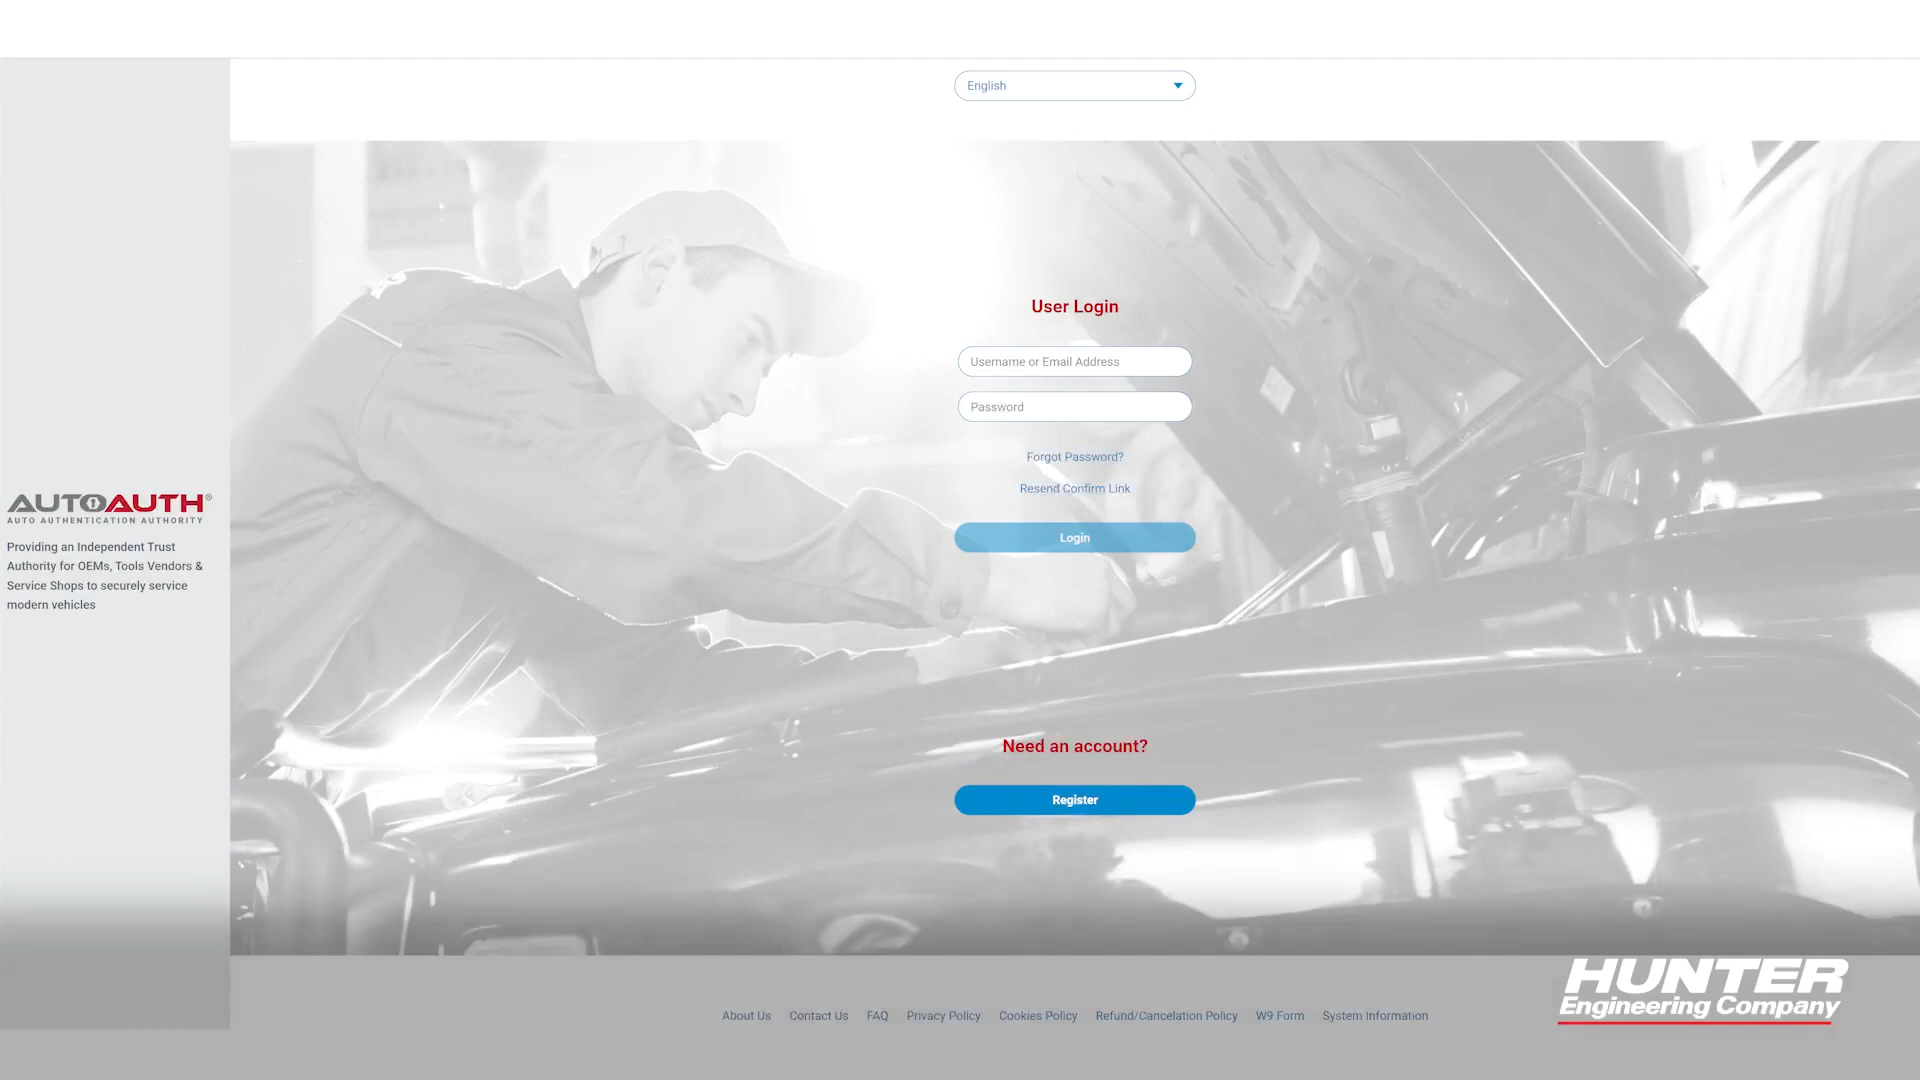 English
User Login
Username or Email Address
Password
Forgot Password?
Resend Confirm Link
Login
AUTOAUTH®
AUTO AUTHENTICATION AUTHORITY
Providing an Independent Trust
Authority for OEMs, Tools Vendors &
Service Shops to securely service
modern vehicles
Need an account?
Register
HUNTER
Engineering Company
About Us Contact Us FAQ Privacy Policy Cookies Policy Refund/Cancelation Policy W9 Form System Information